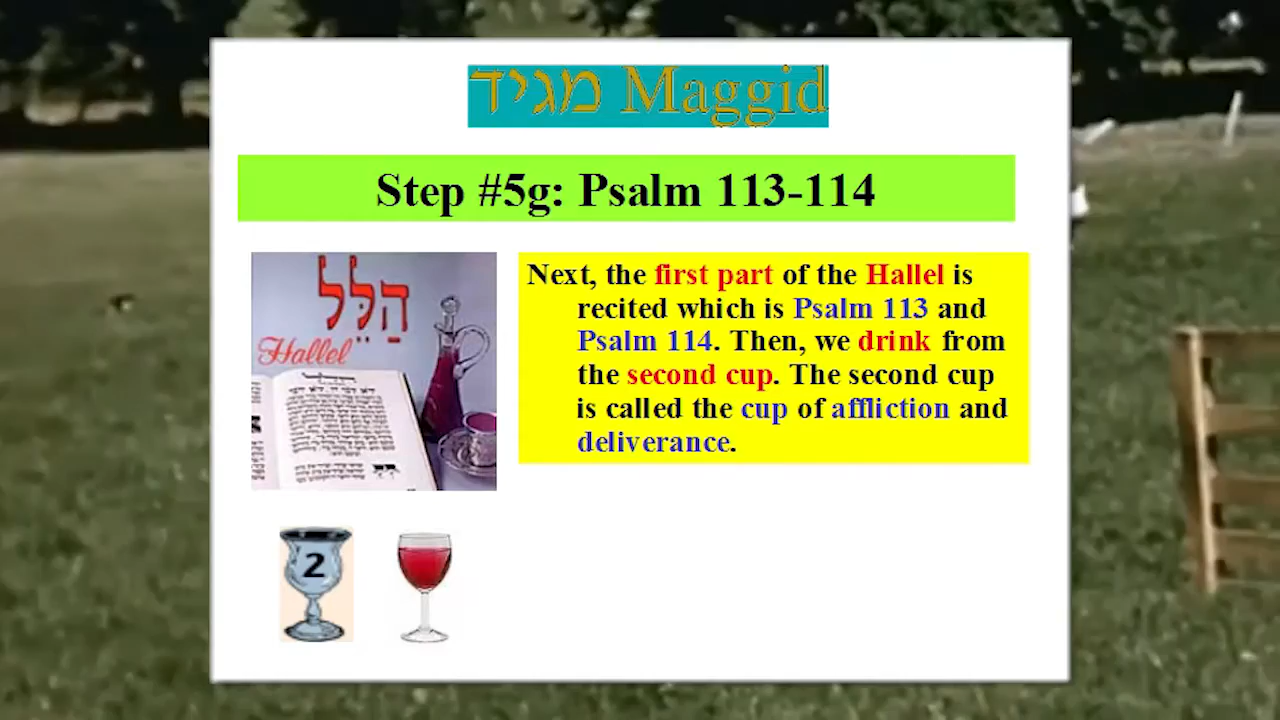 מגיד Maggid
Step #5g: Psalm 113-114
הַלֵּל
Hallel
Next, the first part of the Hallel is
recited which is Psalm 113 and
Psalm 114. Then, we drink from
the second cup. The second cup
is called the cup of affliction and
deliverance.
2